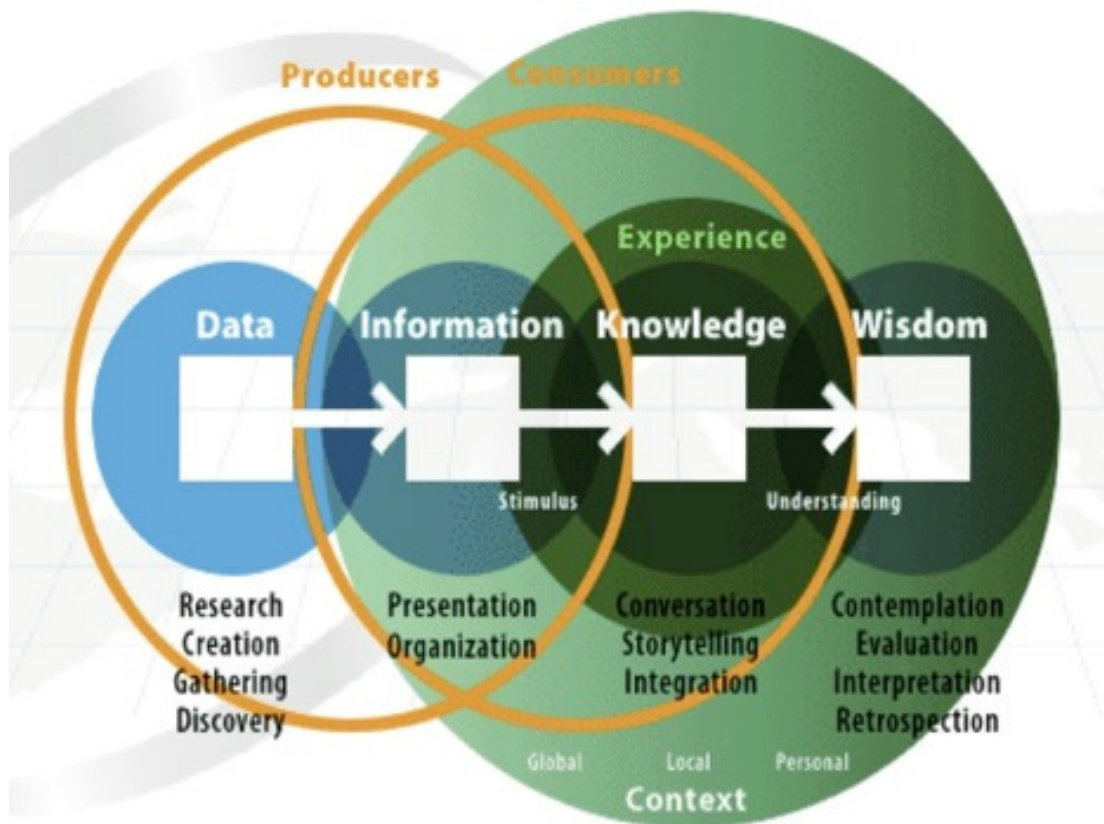 Producers
Consumers
Experience
Data
Information
Knowledge
Wisdom
Stimulus
Understanding
Research
Creation
Gathering
Discovery
Presentation
Organization
Conversation
Storytelling
Integration
Contemplation
Evaluation
Interpretation
Retrospection
Global
Local
Personal
Context